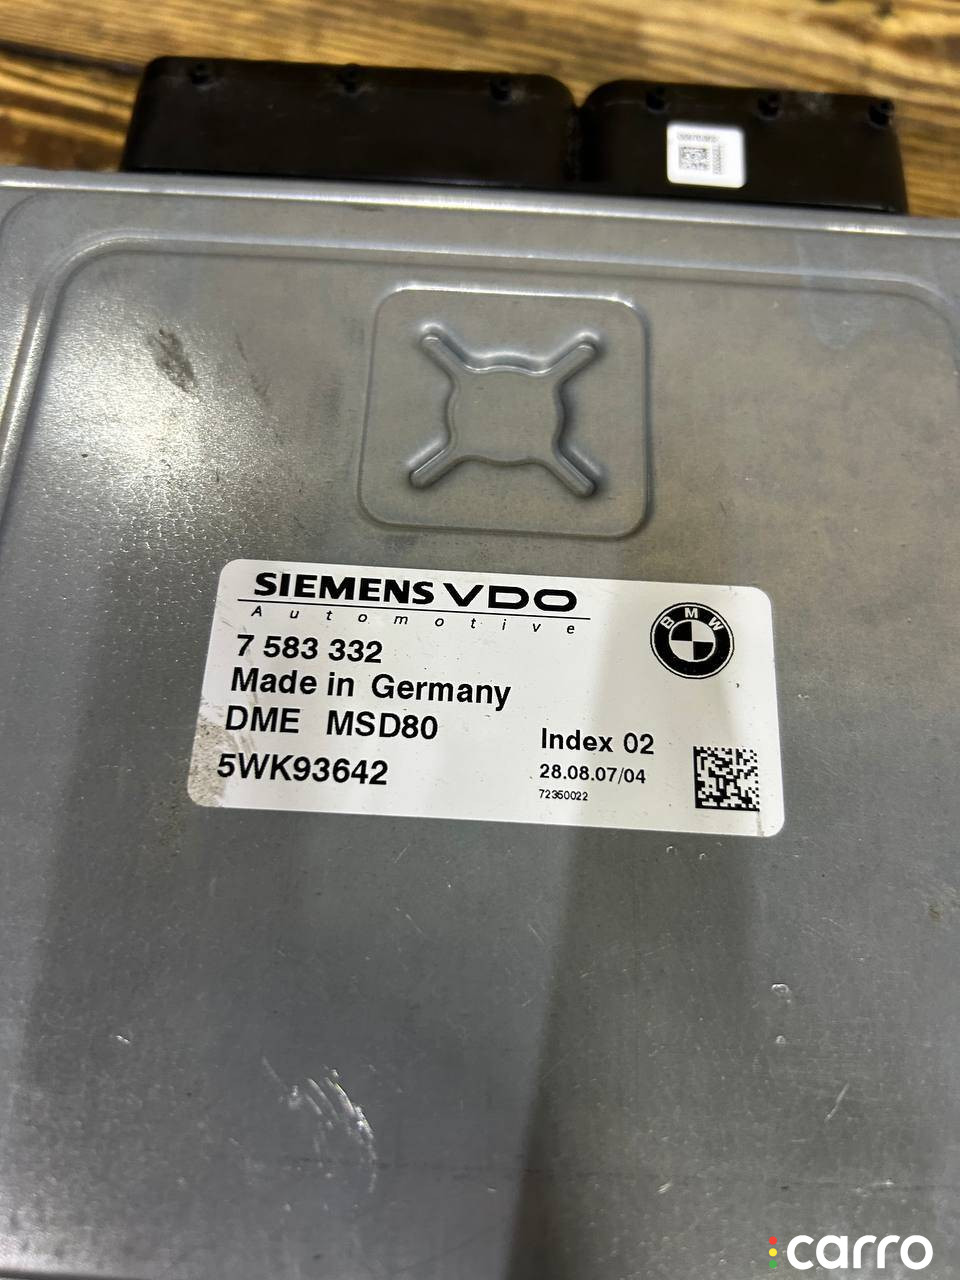 SIEMENS VDO
Automotive
BMW
7 583 332
Made in Germany
DME MSD80
5WK93642
Index 02
28.08.07/04
72350022
carro